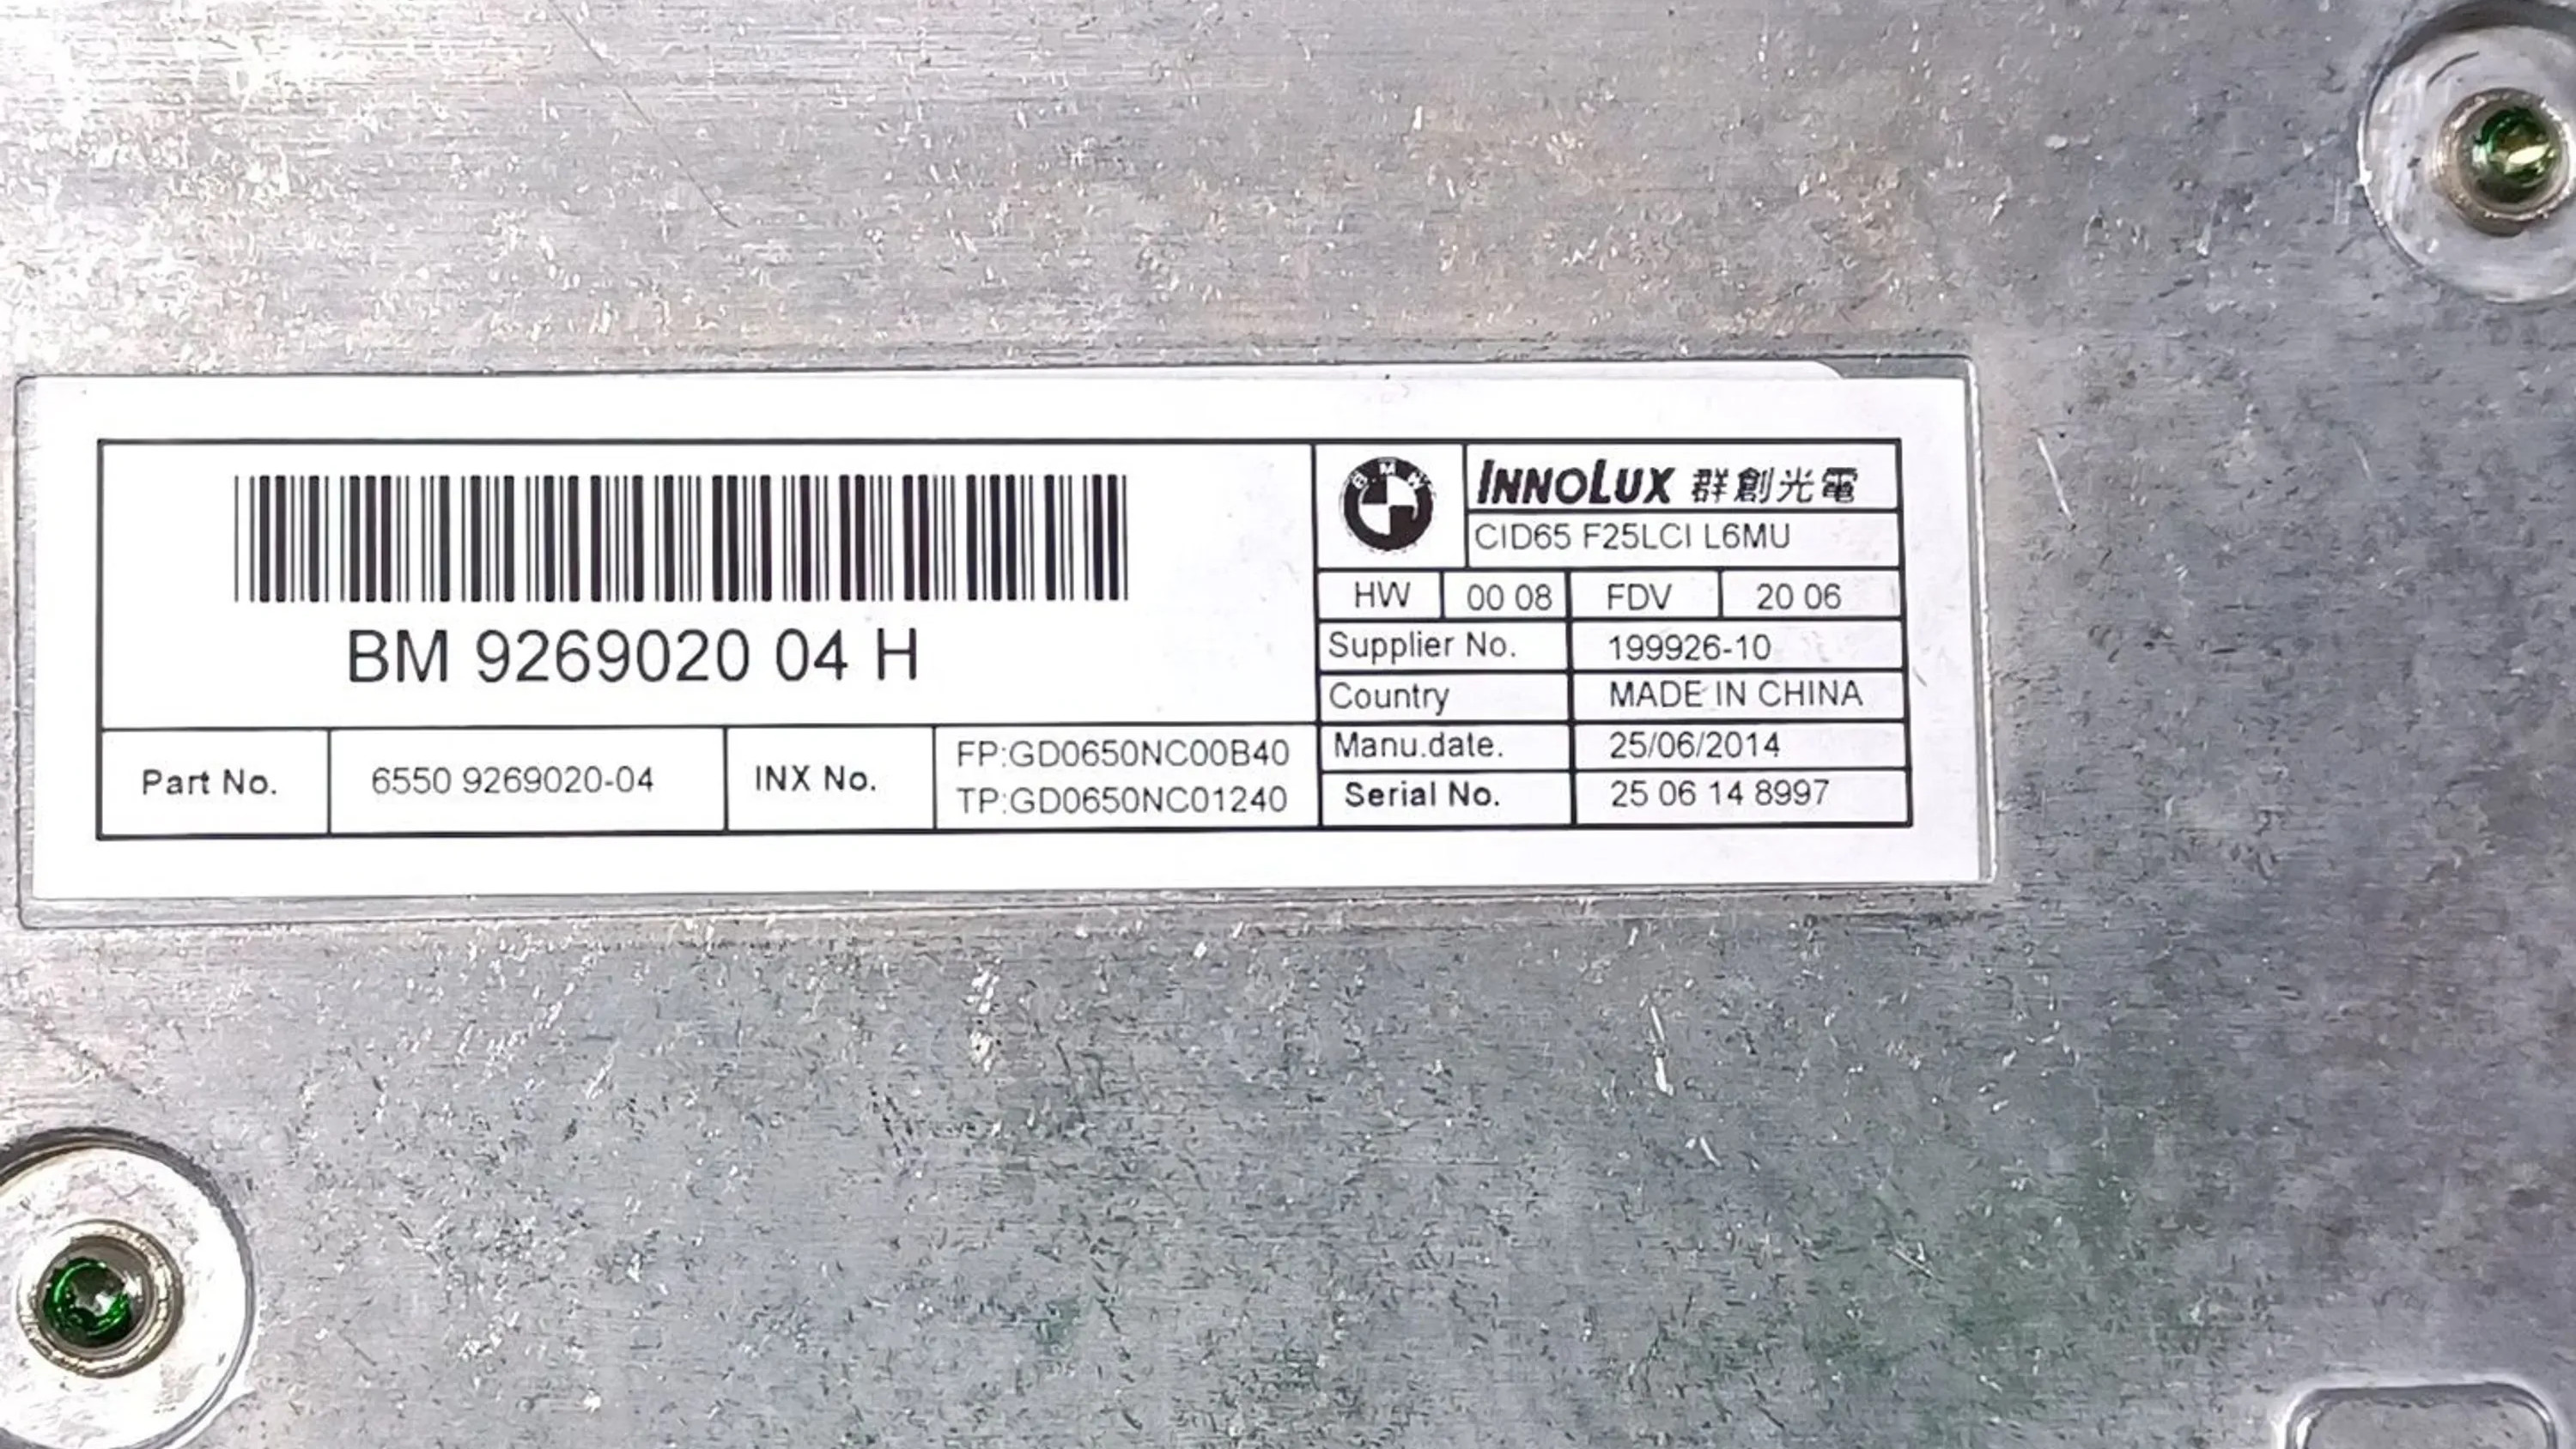 BM 9269020 04 H
Part No.
6550 9269020-04
INX No.
FP:GD0650NC00B40
TP:GD0650NC01240
BMW
INNOLUX 群創光電
CID65 F25LCI L6MU
HW 00 08 FDV 20 06
Supplier No. 199926-10
Country MADE IN CHINA
Manu.date. 25/06/2014
Serial No. 25 06 14 8997